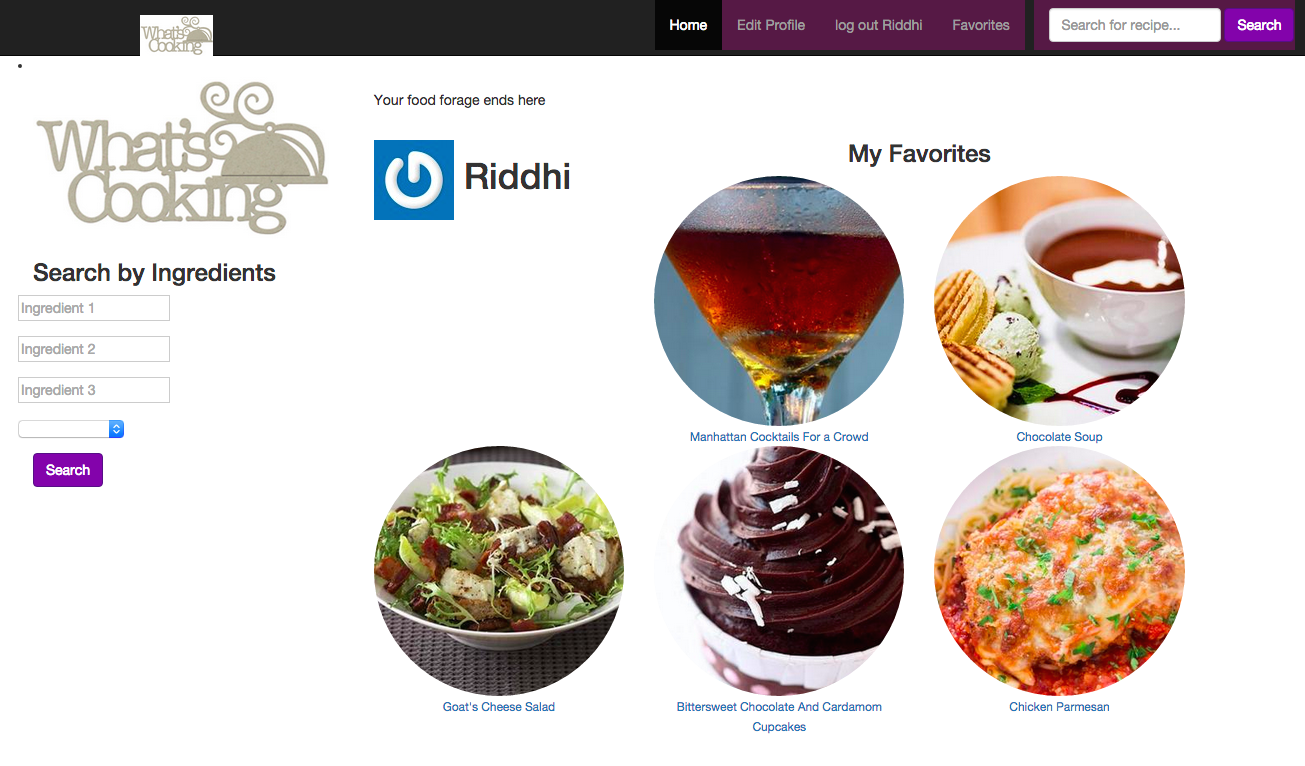 What's
Cooking
Home
Edit Profile
log out Riddhi
Favorites
Search for recipe...
Search
What's
Cooking
Search by Ingredients
Ingredient 1
Ingredient 2
Ingredient 3
Search
Your food forage ends here
Riddhi
My Favorites
Manhattan Cocktails For a Crowd
Chocolate Soup
Goat's Cheese Salad
Bittersweet Chocolate And Cardamom
Cupcakes
Chicken Parmesan